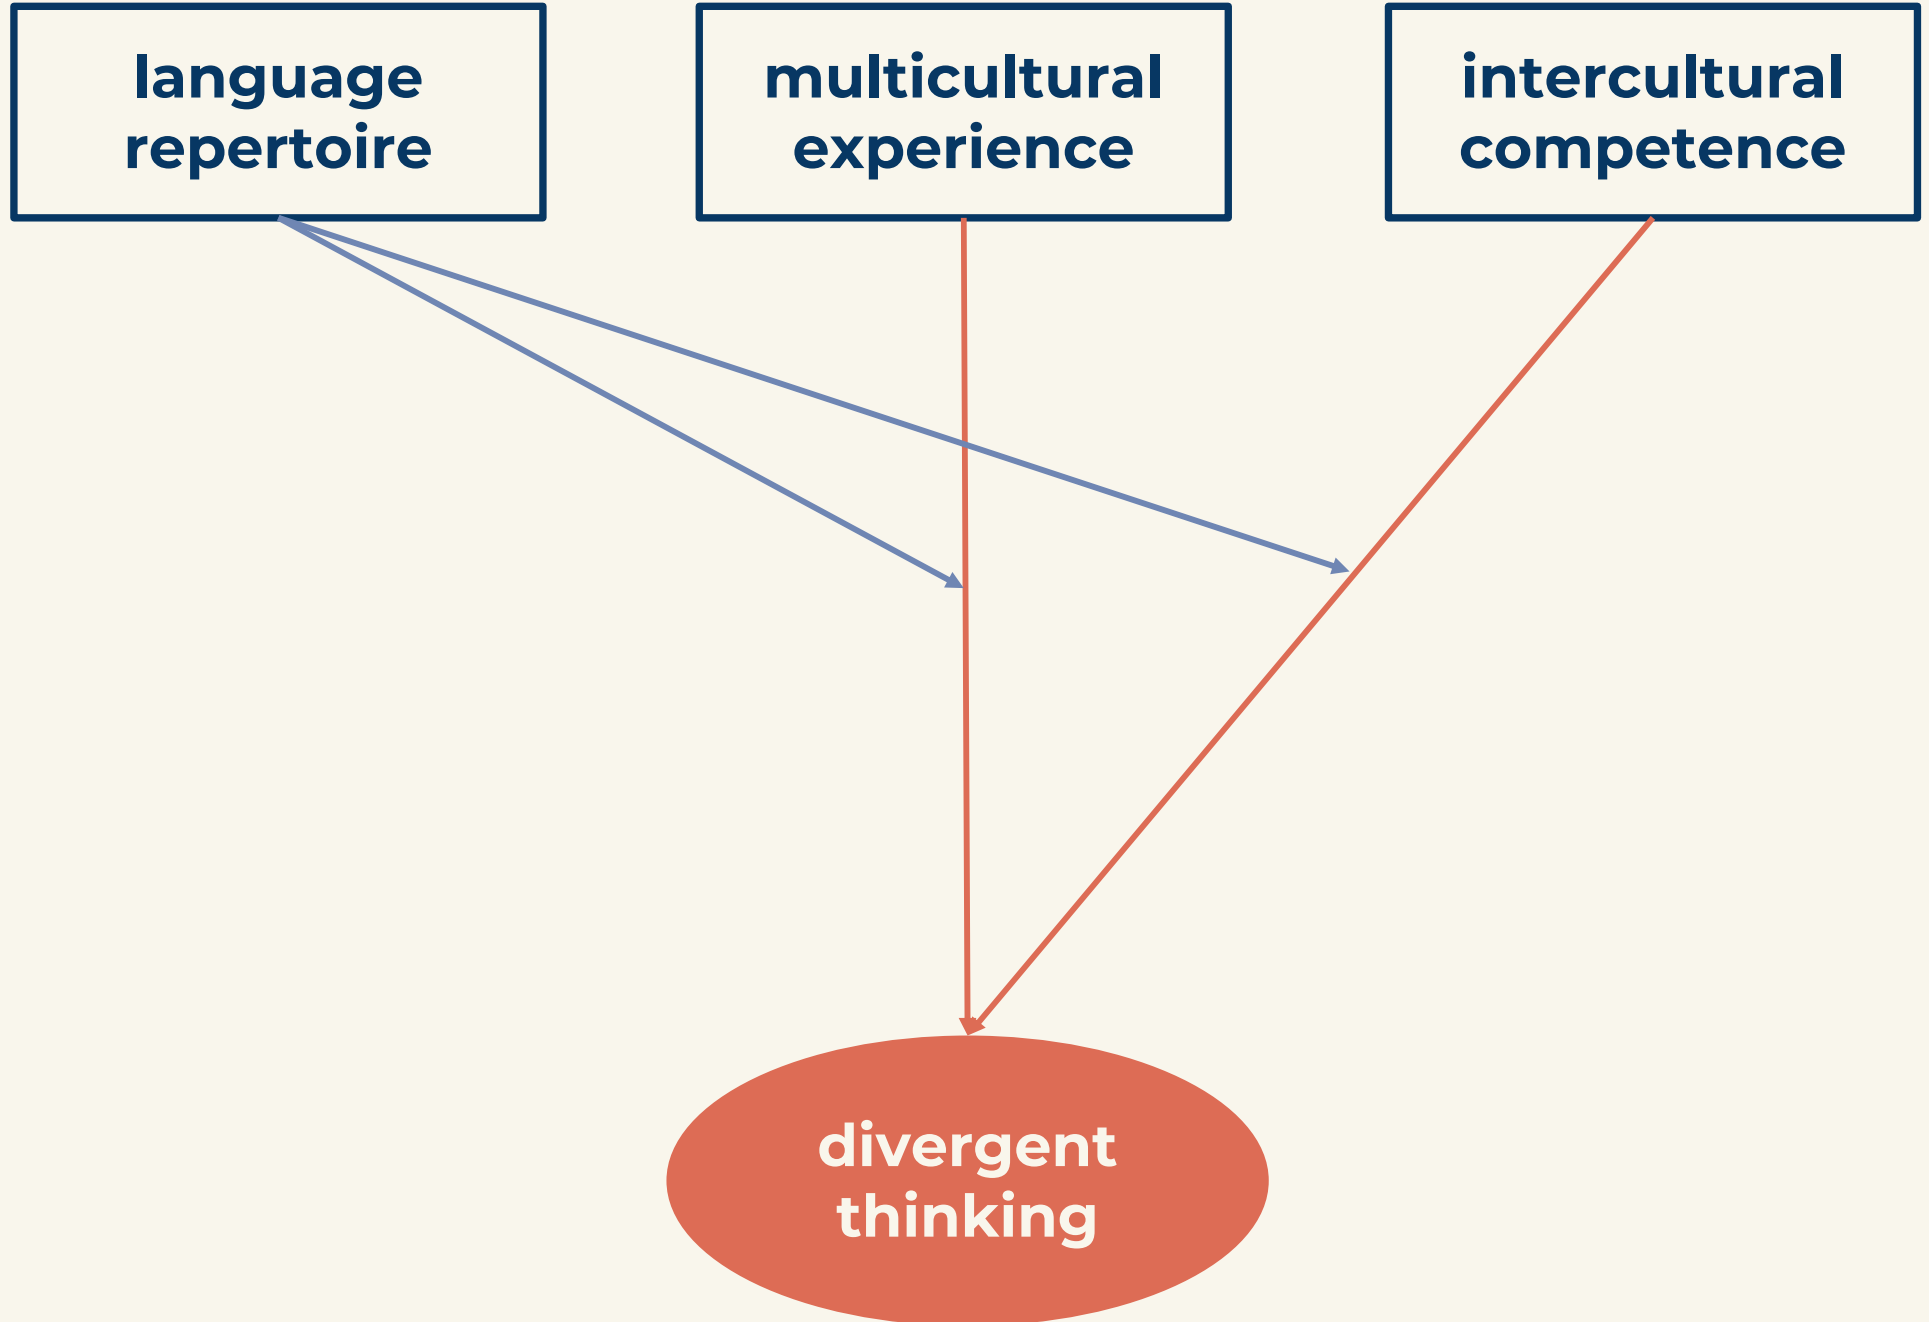 language
repertoire
multicultural
experience
intercultural
competence
divergent
thinking